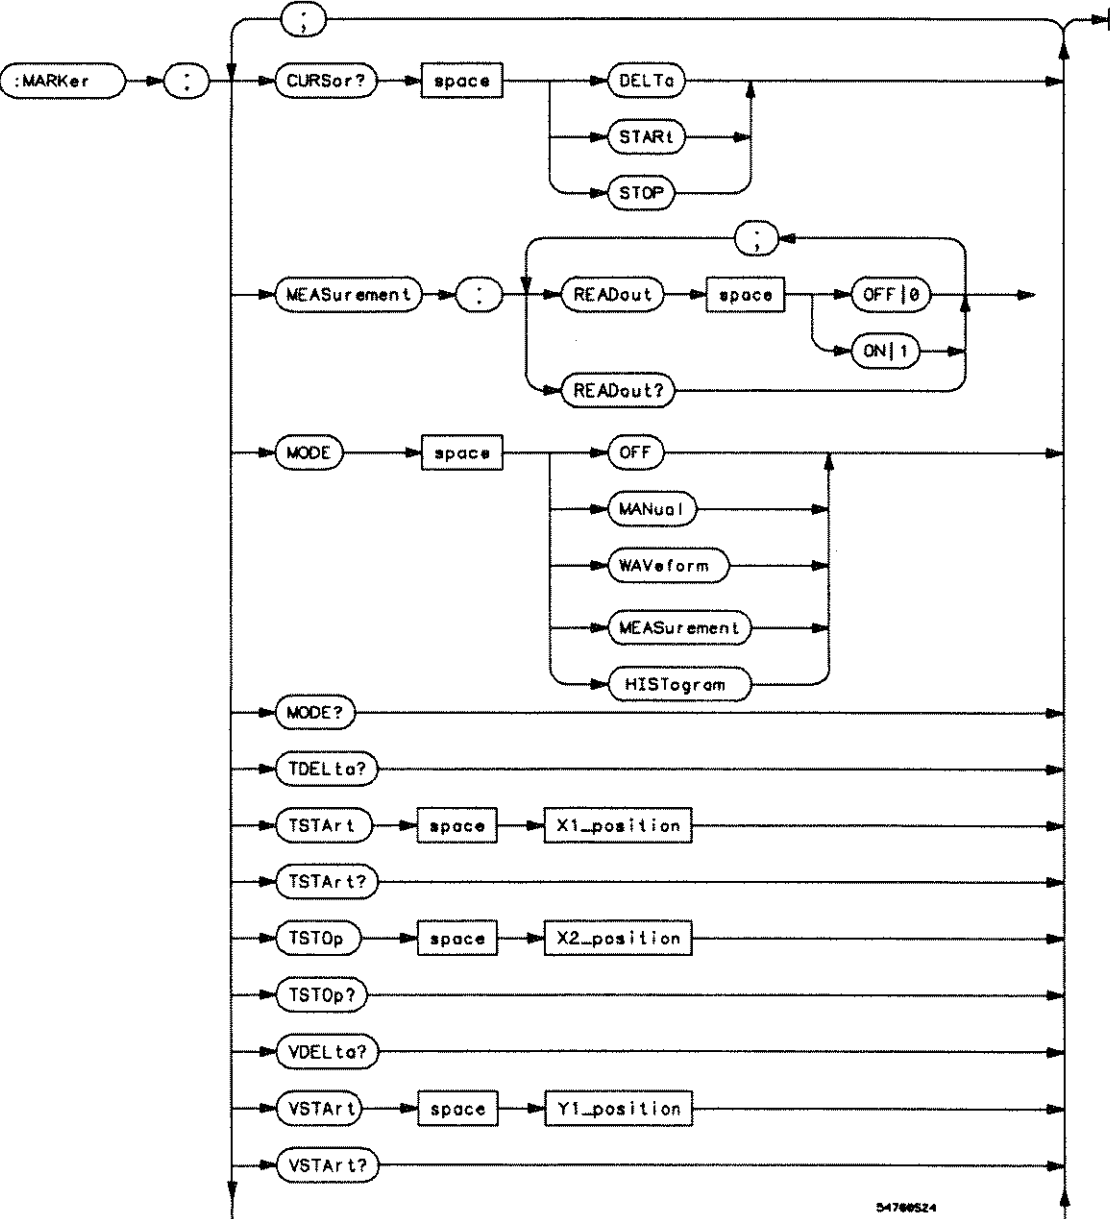 ;
:MARKer : CURSor? space DELTa
STARt
STOP
;
MEASurement : READout space OFF|0
ON|1
READout?
MODE space OFF
MANual
WAVeform
MEASurement
HISTogram
MODE?
TDELta?
TSTArt space X1_position
TSTArt?
TSTOp space X2_position
TSTOp?
VDELta?
VSTArt space Y1_position
VSTArt?
54760524